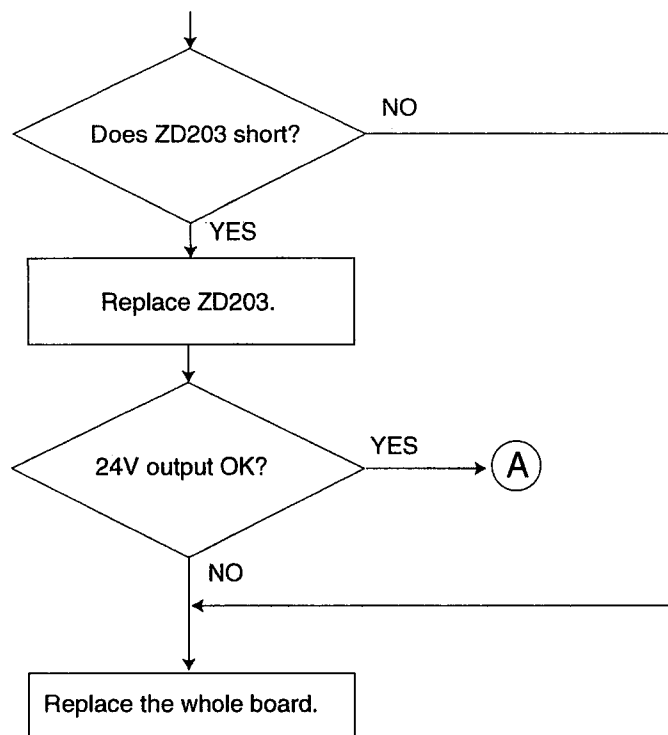 Does ZD203 short?
NO
YES
Replace ZD203.
24V output OK?
YES
A
NO
Replace the whole board.